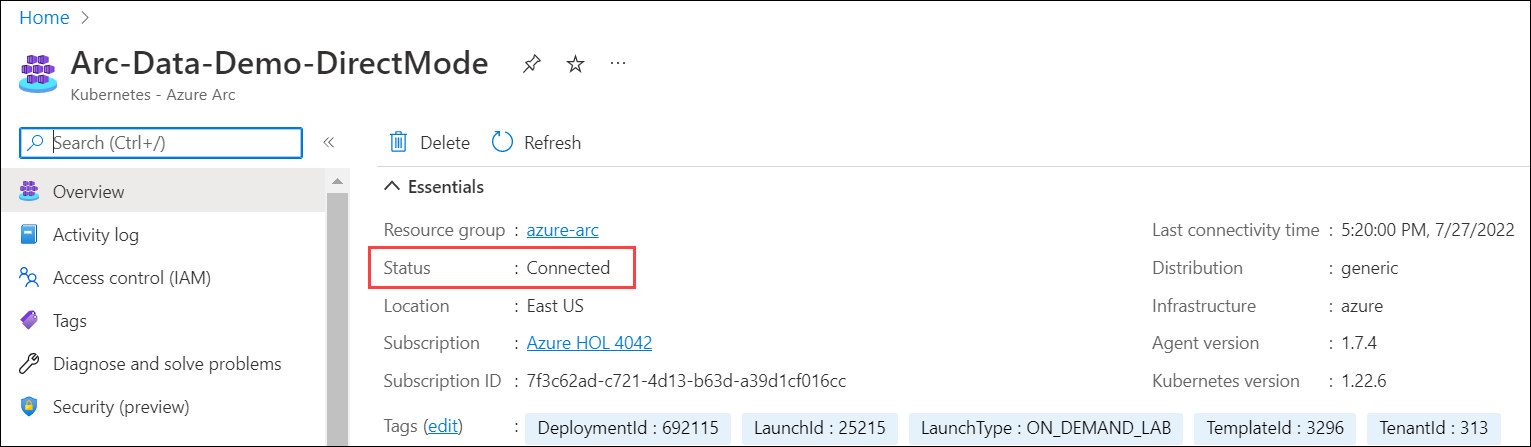 Home >
Arc-Data-Demo-DirectMode ...
Kubernetes - Azure Arc
Search (Ctrl+/) «
Overview
Activity log
Access control (IAM)
Tags
Diagnose and solve problems
Security (preview)
Delete Refresh
Essentials
Resource group : azure-arc
Status : Connected
Location : East US
Subscription : Azure HOL 4042
Subscription ID : 7f3c62ad-c721-4d13-b63d-a39d1cf016cc
Last connectivity time : 5:20:00 PM, 7/27/2022
Distribution : generic
Infrastructure : azure
Agent version : 1.7.4
Kubernetes version : 1.22.6
Tags (edit) : DeploymentId : 692115 LaunchId : 25215 LaunchType : ON_DEMAND_LAB TemplateId : 3296 TenantId : 313